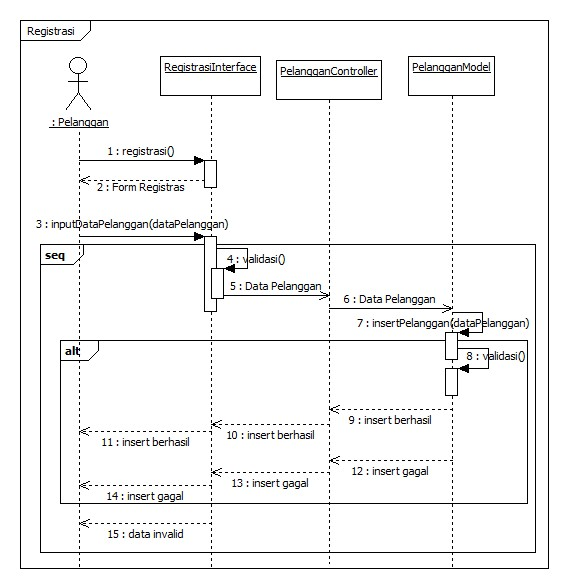 Registrasi
RegistrasiInterface
PelangganController
PelangganModel
: Pelanggan
1 : registrasi()
2 : Form Registras
3 : inputDataPelanggan(dataPelanggan)
seq
4 : validasi()
5 : Data Pelanggan
6 : Data Pelanggan
7 : insertPelanggan(dataPelanggan)
alt
8 : validasi()
9 : insert berhasil
10 : insert berhasil
11 : insert berhasil
12 : insert gagal
13 : insert gagal
14 : insert gagal
15 : data invalid